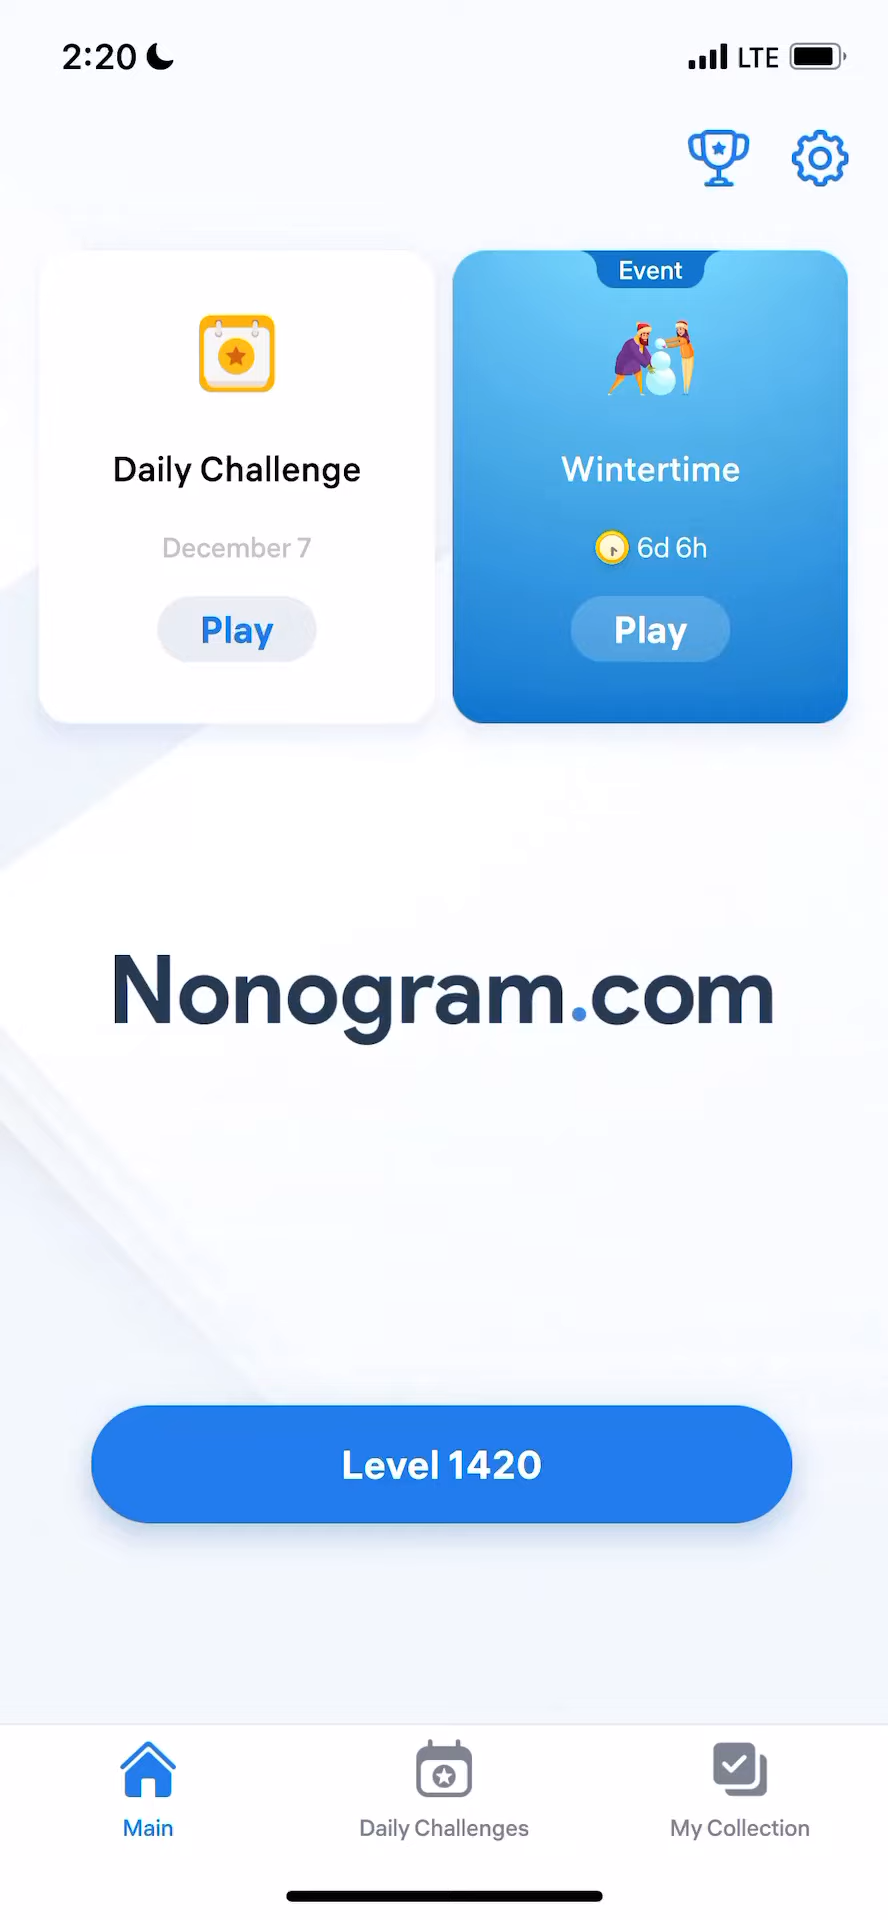 2:20
LTE
Event
Daily Challenge
Wintertime
December 7
6d 6h
Play
Play
Nonogram.com
Level 1420
Main
Daily Challenges
My Collection